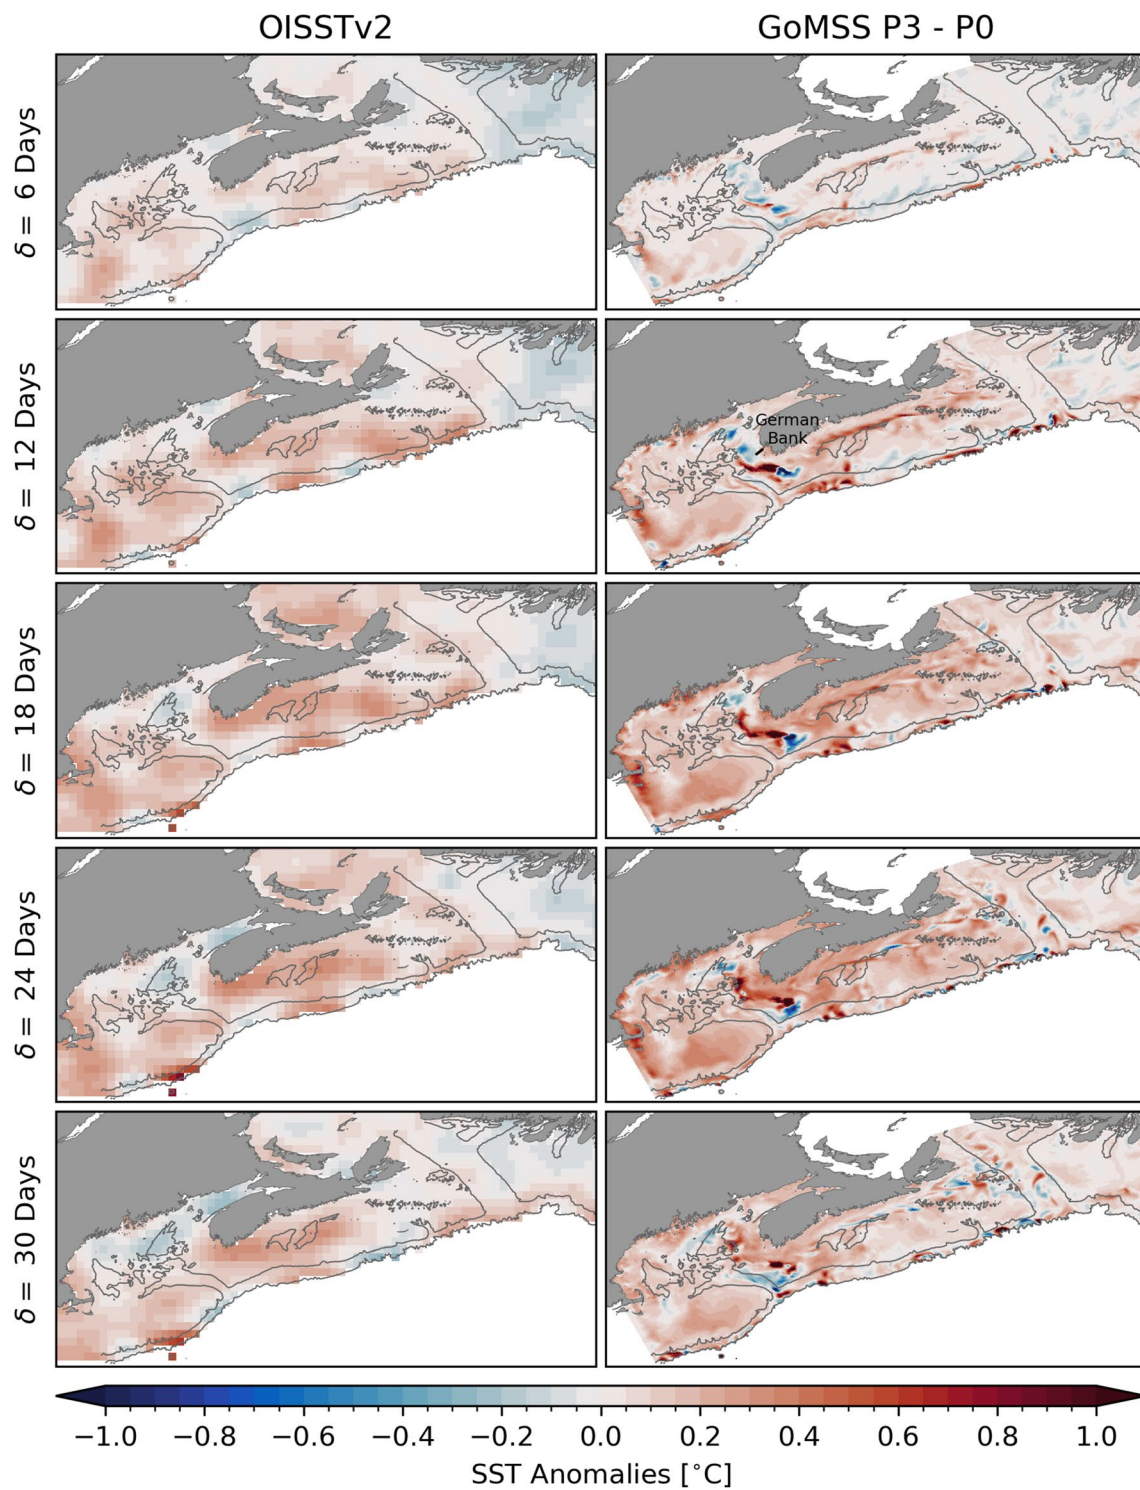 OISSTv2
GoMSS P3 - P0
δ = 6 Days
δ = 12 Days
German
Bank
δ = 18 Days
δ = 24 Days
δ = 30 Days
−1.0 −0.8 −0.6 −0.4 −0.2 0.0 0.2 0.4 0.6 0.8 1.0
SST Anomalies [°C]